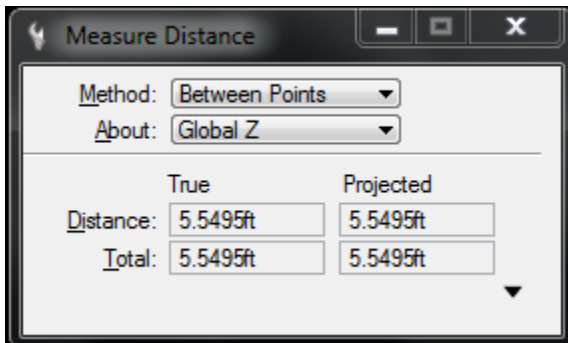 Measure Distance
Method: Between Points
About: Global Z
True Projected
Distance: 5.5495ft 5.5495ft
Total: 5.5495ft 5.5495ft